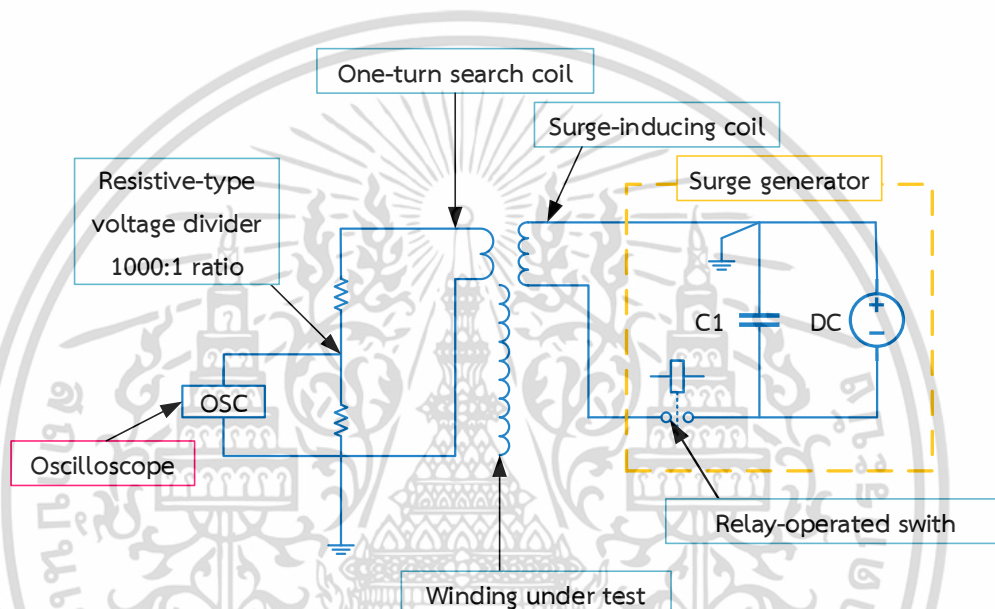 One-turn search coil
Surge-inducing coil
Resistive-type
voltage divider
1000:1 ratio
Surge generator
C1
DC
OSC
Oscilloscope
Relay-operated swith
Winding under test